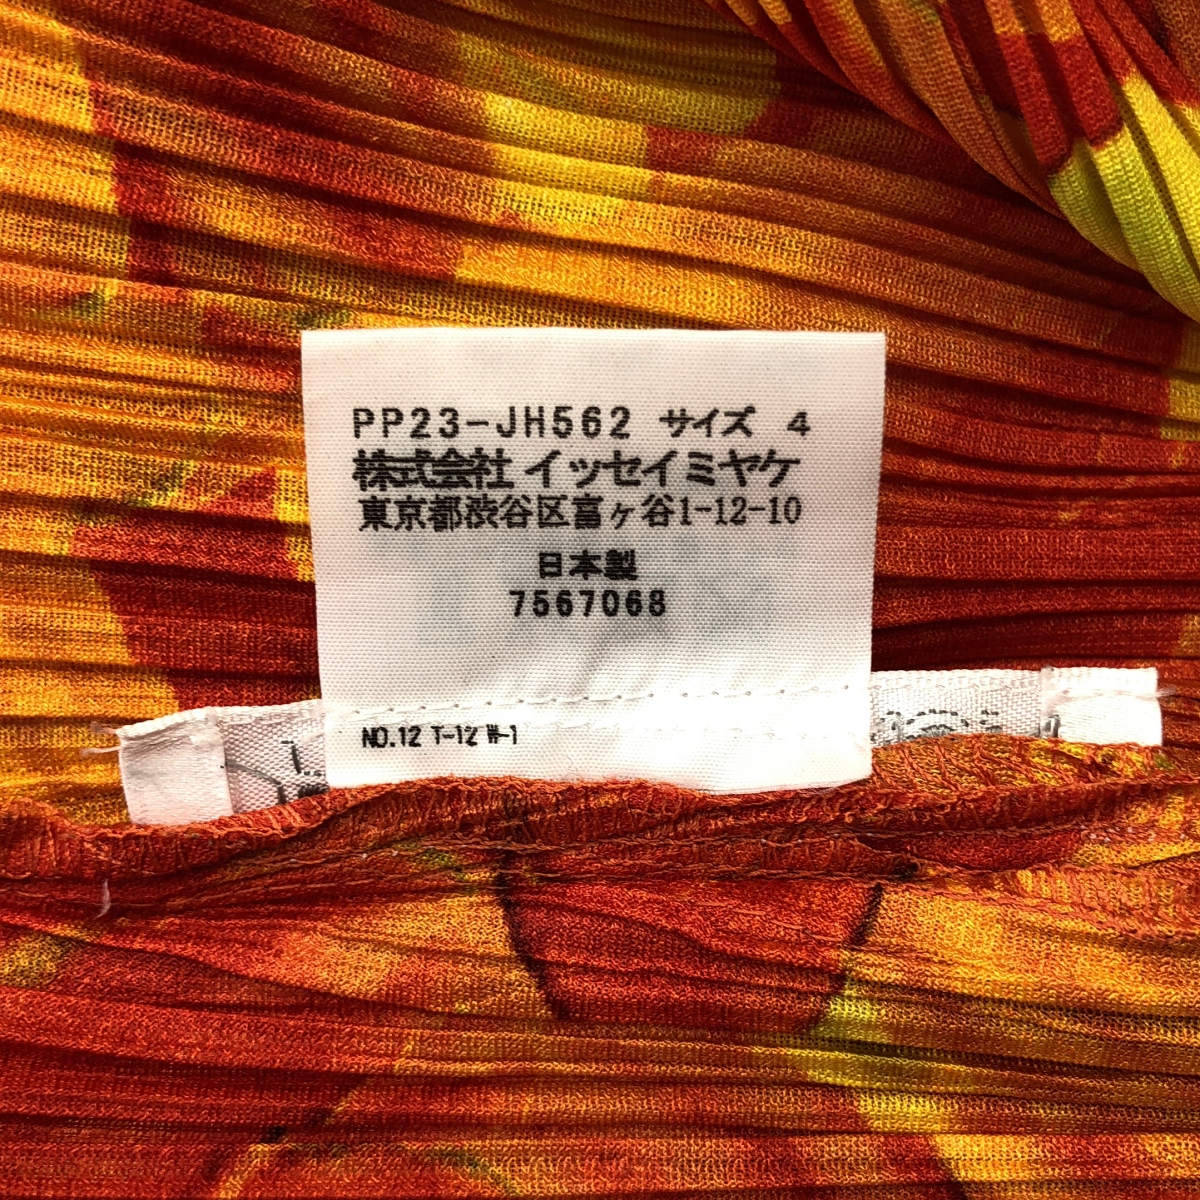 PP23-JH562 サイズ 4
株式会社 イッセイミヤケ
東京都渋谷区富ヶ谷1-12-10
日本製
7567068
NO.12 T-12 W-1